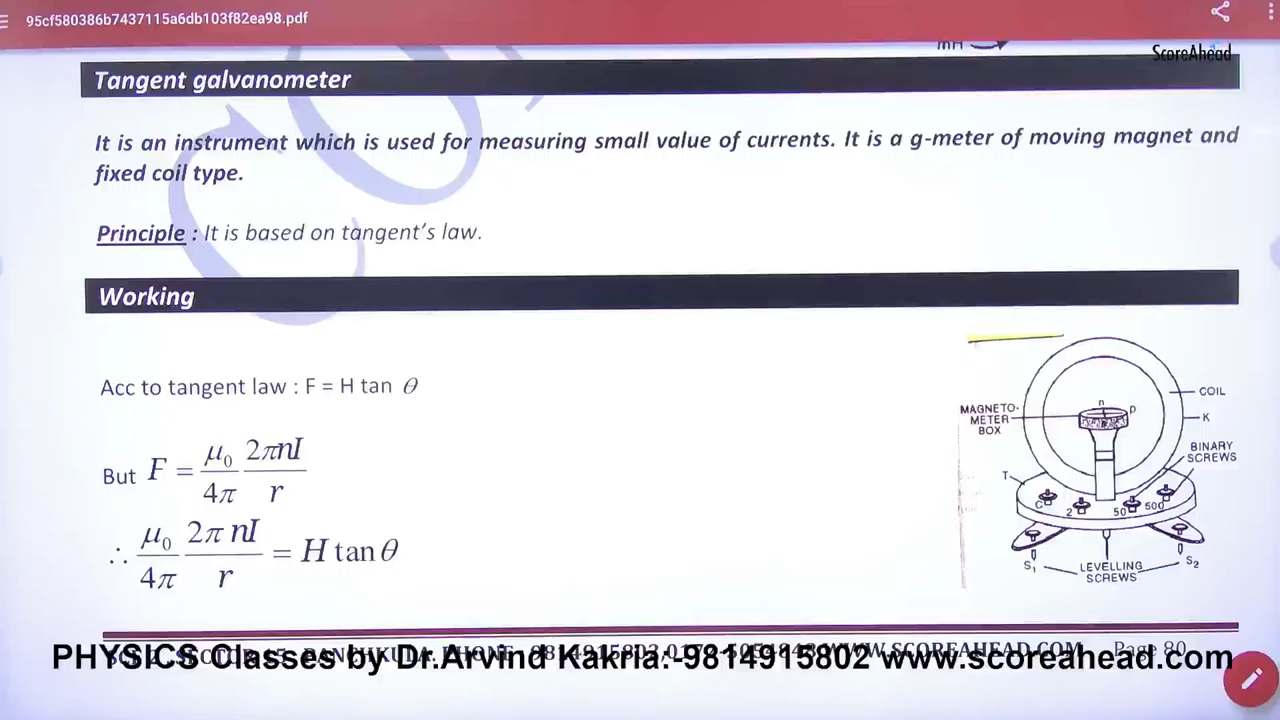 95cf580386b7437115a6db103f82ea98.pdf
mH
ScoreAhead
Tangent galvanometer
It is an instrument which is used for measuring small value of currents. It is a g-meter of moving magnet and
fixed coil type.
Principle : It is based on tangent's law.
Working
Acc to tangent law : F = H tan θ
But F = μ₀/4π 2πnI/r
∴ μ₀/4π 2πnI/r = H tan θ
COIL
MAGNETO-
METER
BOX
n
p
K
BINARY
SCREWS
T
C
2
50
500
S₁
LEVELLING
SCREWS
S₂
PHYSICS Classes by Dr.Arvind Kakria:-9814915802 www.scoreahead.com
Page 80